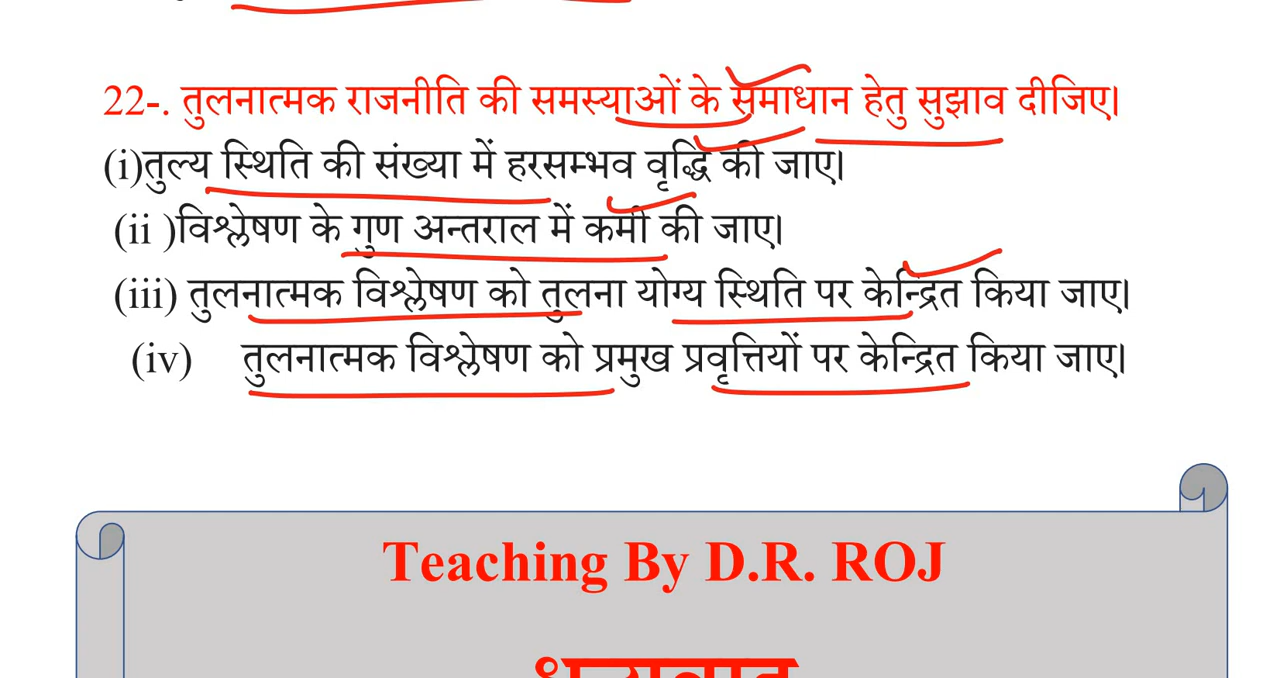 22-. तुलनात्मक राजनीति की समस्याओं के समाधान हेतु सुझाव दीजिए।
(i)तुल्य स्थिति की संख्या में हरसम्भव वृद्धि की जाए।
(ii )विश्लेषण के गुण अन्तराल में कमी की जाए।
(iii) तुलनात्मक विश्लेषण को तुलना योग्य स्थिति पर केन्द्रित किया जाए।
(iv) तुलनात्मक विश्लेषण को प्रमुख प्रवृत्तियों पर केन्द्रित किया जाए।
Teaching By D.R. ROJ